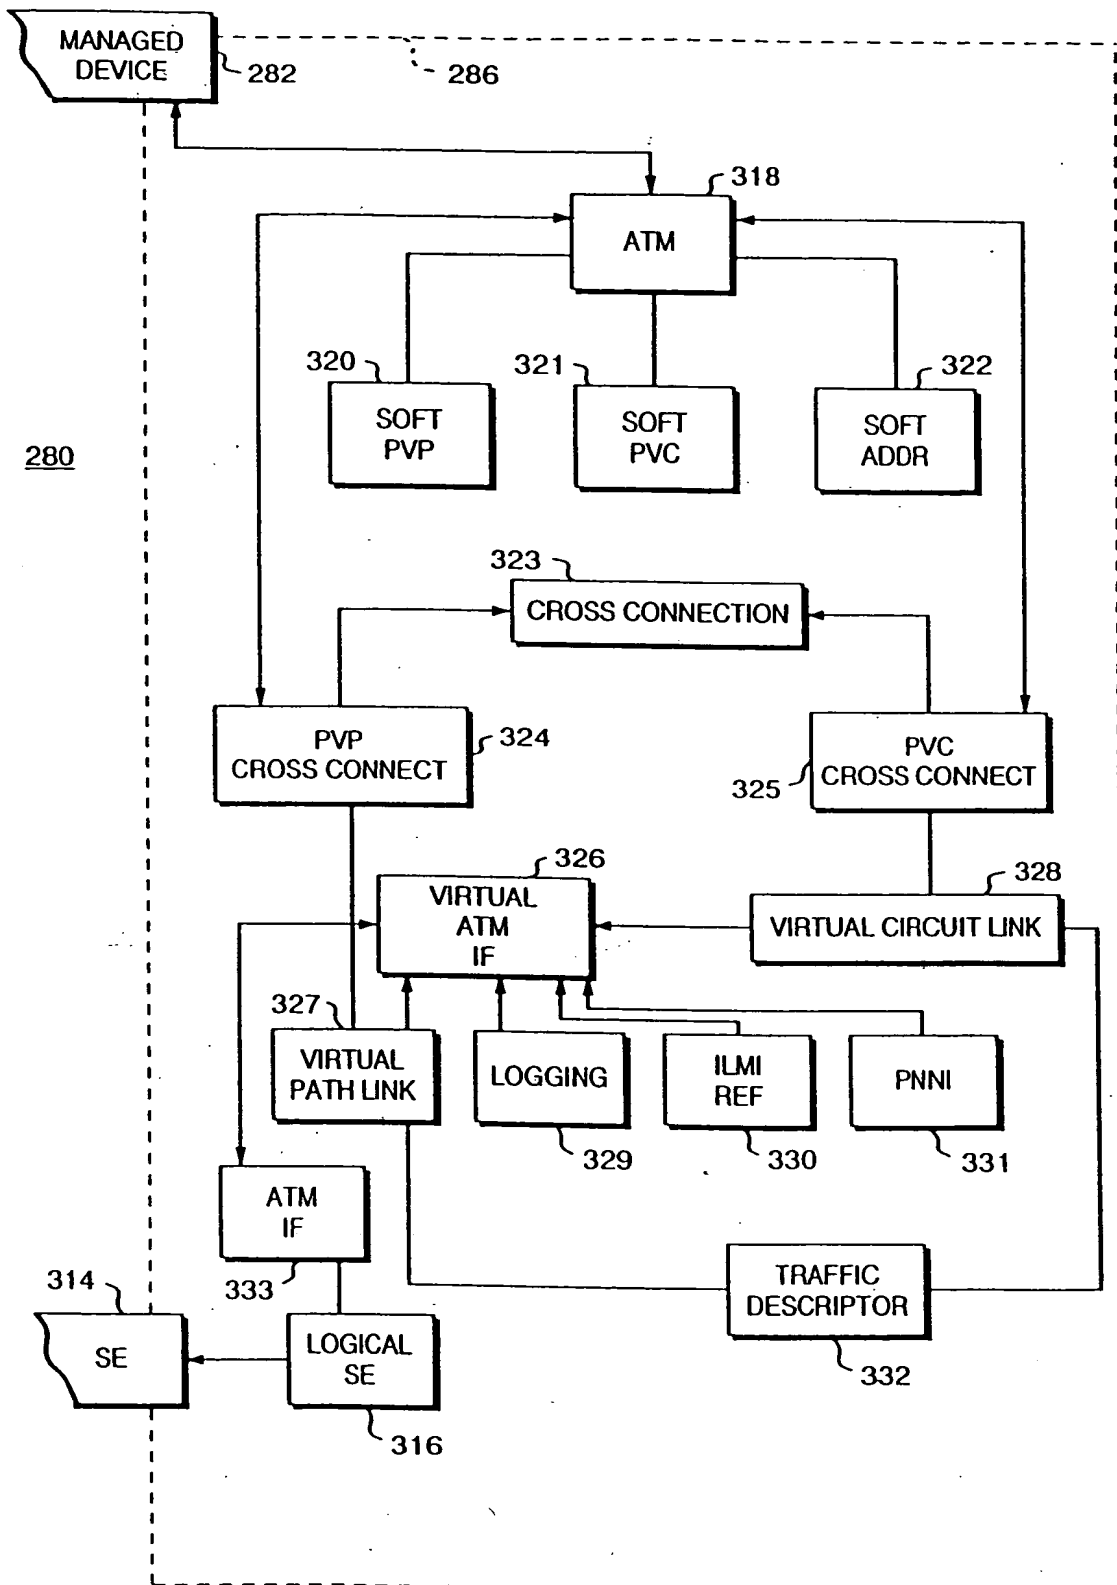 MANAGED
DEVICE
282
286
318
ATM
320
321
322
SOFT
PVP
SOFT
PVC
SOFT
ADDR
280
323
CROSS CONNECTION
PVP
CROSS CONNECT
324
PVC
CROSS CONNECT
325
326
VIRTUAL
ATM
IF
328
VIRTUAL CIRCUIT LINK
327
VIRTUAL
PATH LINK
LOGGING
ILMI
REF
PNNI
329
330
331
ATM
IF
333
314
SE
LOGICAL
SE
316
TRAFFIC
DESCRIPTOR
332